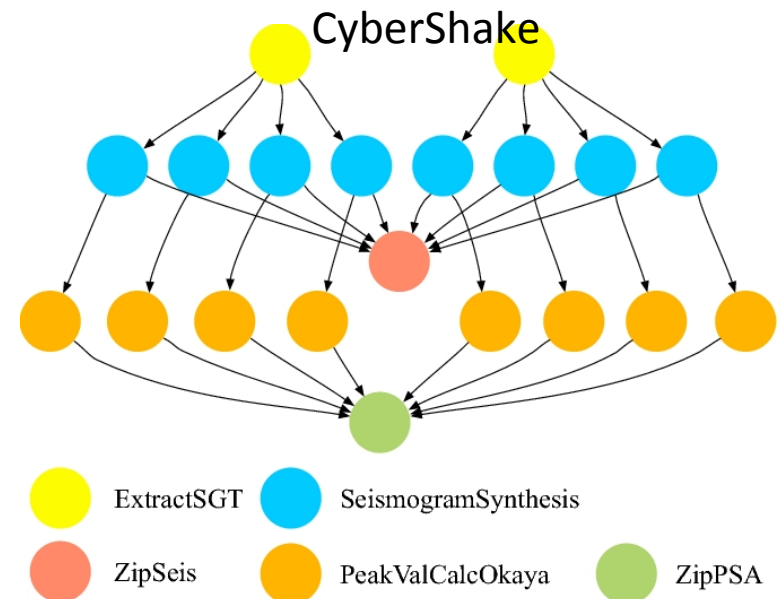 CyberShake
ExtractSGT
SeismogramSynthesis
ZipSeis
PeakValCalcOkaya
ZipPSA